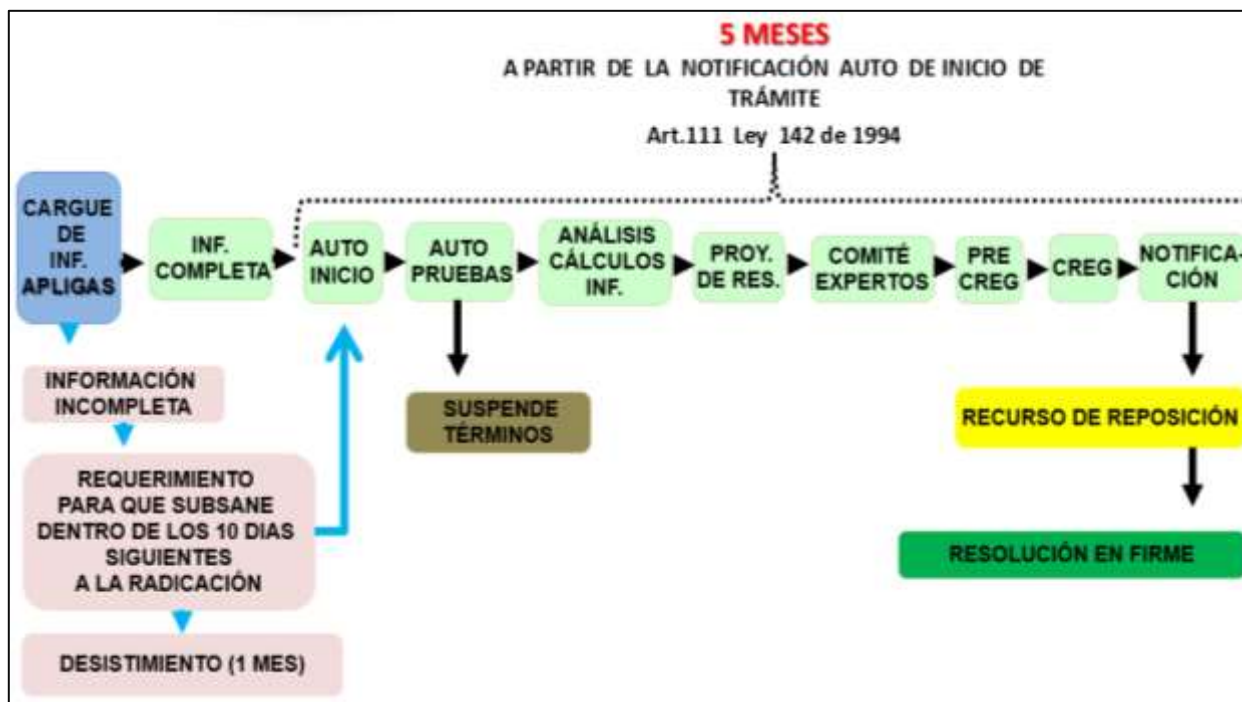 5 MESES
A PARTIR DE LA NOTIFICACIÓN AUTO DE INICIO DE
TRÁMITE
Art.111 Ley 142 de 1994
CARGUE
DE
INF.
APLIGAS
INF.
COMPLETA
AUTO
INICIO
AUTO
PRUEBAS
ANÁLISIS
CÁLCULOS
INF.
PROY.
DE RES.
COMITÉ
EXPERTOS
PRE
CREG
CREG
NOTIFICA-
CIÓN
INFORMACIÓN
INCOMPLETA
SUSPENDE
TÉRMINOS
RECURSO DE REPOSICIÓN
REQUERIMIENTO
PARA QUE SUBSANE
DENTRO DE LOS 10 DIAS
SIGUIENTES
A LA RADICACIÓN
RESOLUCIÓN EN FIRME
DESISTIMIENTO (1 MES)